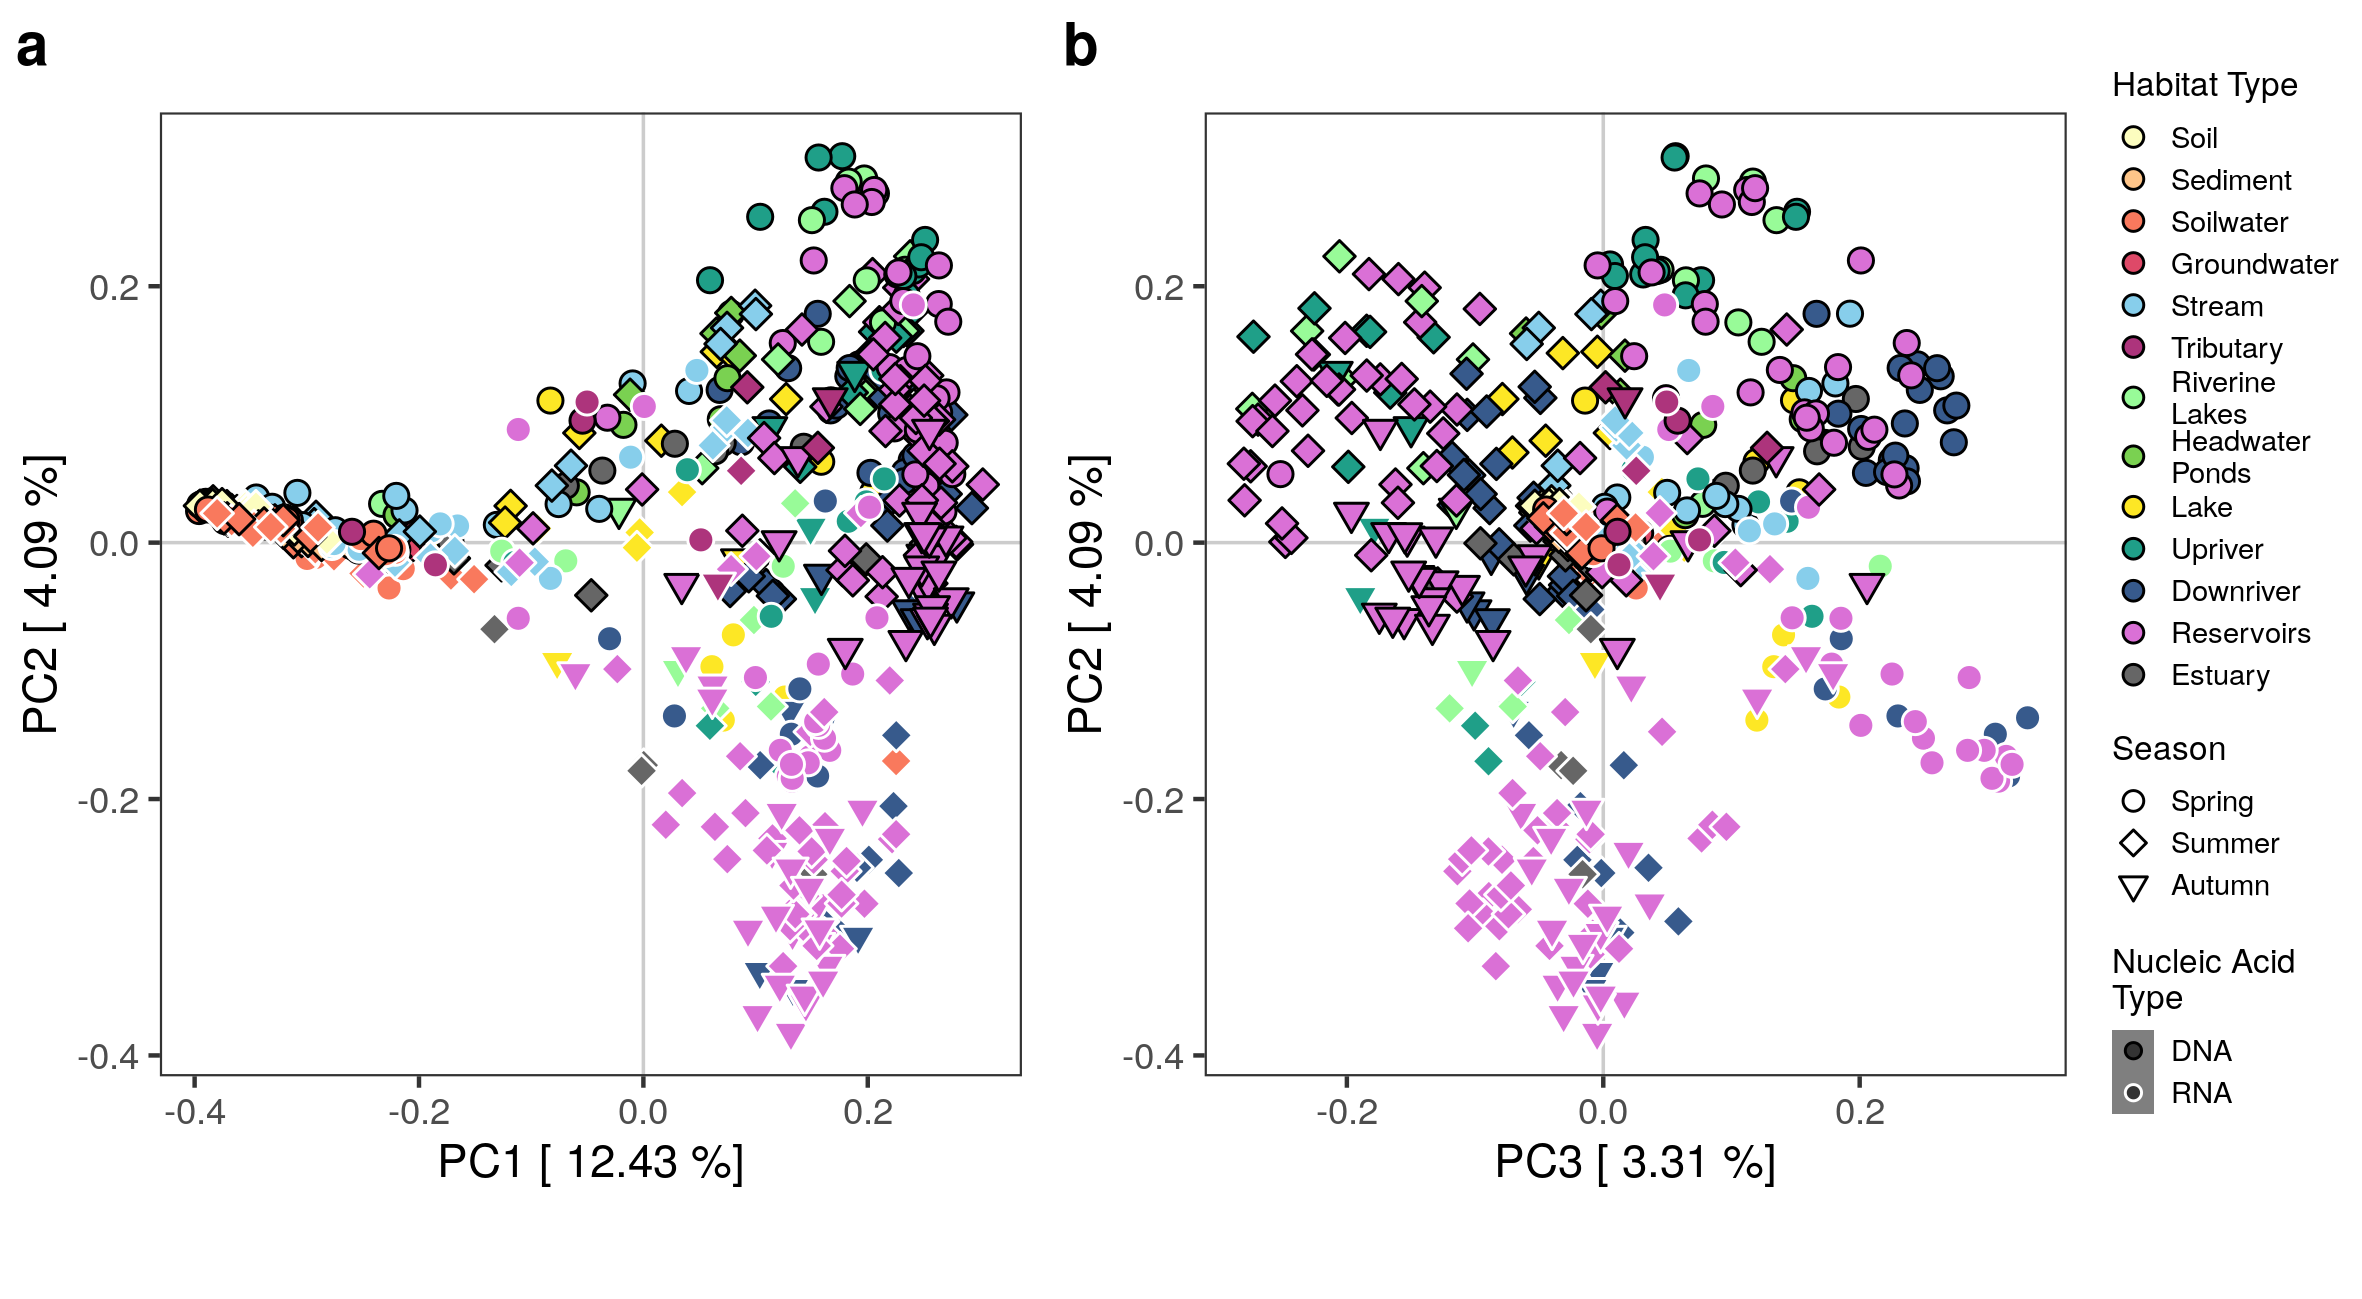 a
b
0.2
0.0
-0.2
-0.4
PC2 [ 4.09 %]
-0.4
-0.2
0.0
0.2
PC1 [ 12.43 %]
0.2
0.0
-0.2
-0.4
PC2 [ 4.09 %]
-0.2
0.0
0.2
PC3 [ 3.31 %]
Habitat Type
Soil
Sediment
Soilwater
Groundwater
Stream
Tributary
Riverine
Lakes
Headwater
Ponds
Lake
Upriver
Downriver
Reservoirs
Estuary
Season
Spring
Summer
Autumn
Nucleic Acid
Type
DNA
RNA